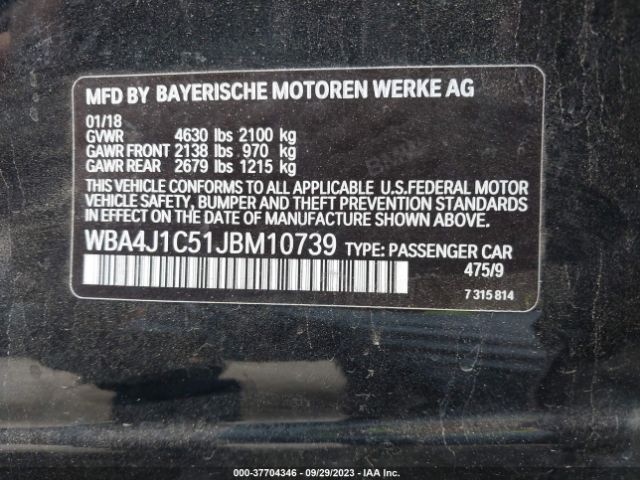 MFD BY BAYERISCHE MOTOREN WERKE AG
01/18
GVWR 4630 lbs 2100 kg
GAWR FRONT 2138 lbs 970 kg
GAWR REAR 2679 lbs 1215 kg
THIS VEHICLE CONFORMS TO ALL APPLICABLE U.S.FEDERAL MOTOR
VEHICLE SAFETY, BUMPER AND THEFT PREVENTION STANDARDS
IN EFFECT ON THE DATE OF MANUFACTURE SHOWN ABOVE.
WBA4J1C51JBM10739 TYPE: PASSENGER CAR
475/9
7 315 814
000-37704346 - 09/29/2023 - IAA Inc.